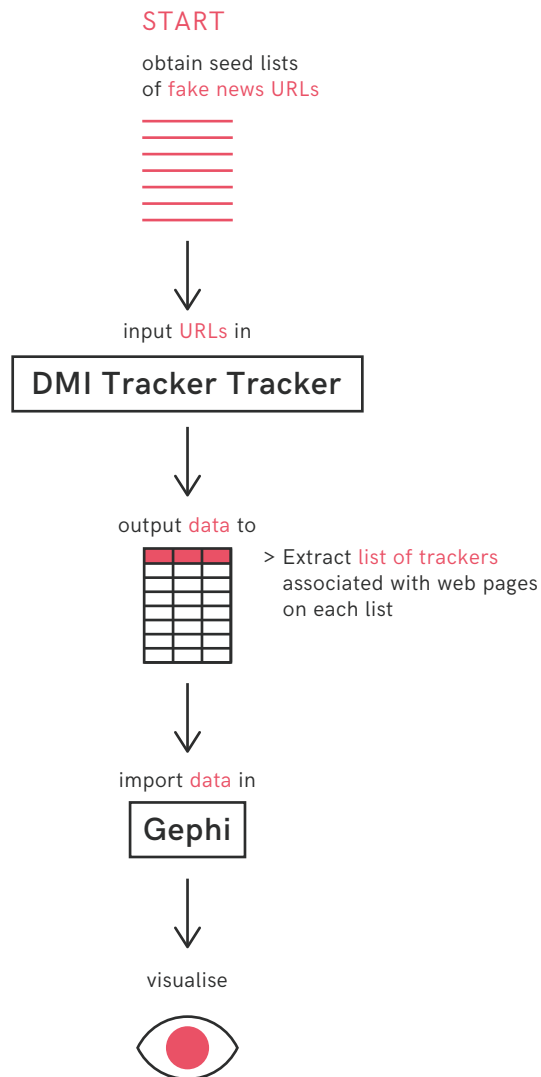 START
obtain seed lists
of fake news URLs
input URLs in
DMI Tracker Tracker
output data to
> Extract list of trackers
associated with web pages
on each list
import data in
Gephi
visualise